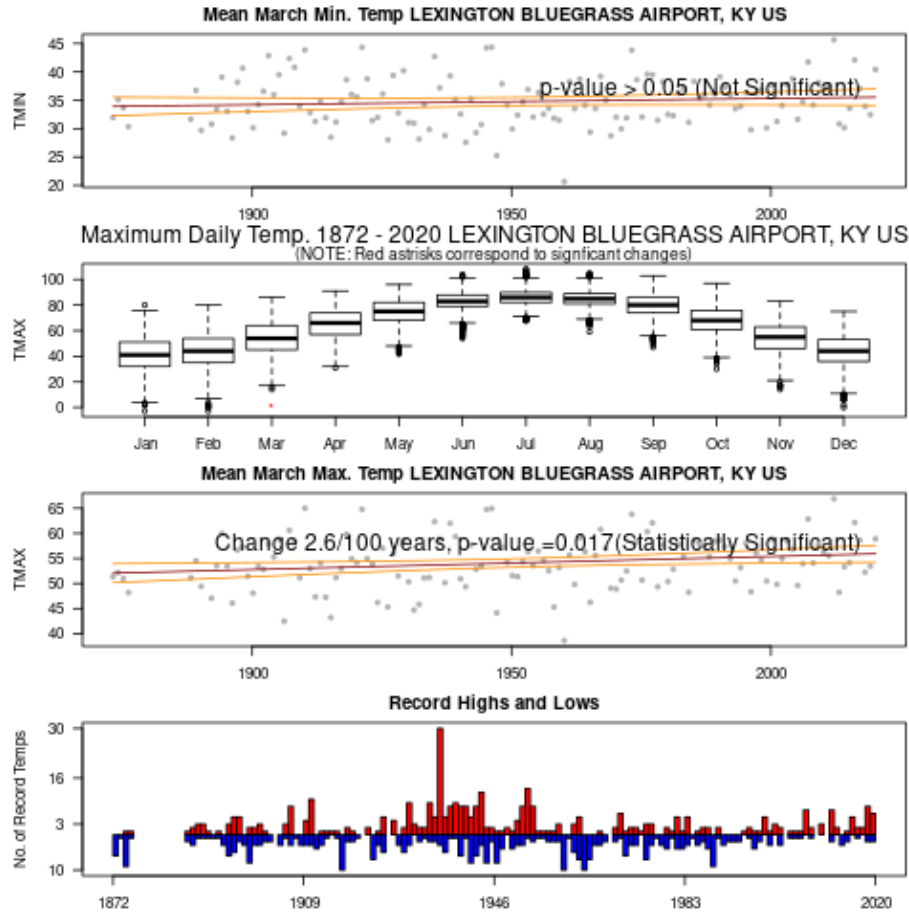 Mean March Min. Temp LEXINGTON BLUEGRASS AIRPORT, KY US
45
40
35
30
25
20
TMIN
p-value > 0.05 (Not Significant)
1900 1950 2000
Maximum Daily Temp. 1872 - 2020 LEXINGTON BLUEGRASS AIRPORT, KY US
(NOTE: Red astrisks correspond to signficant changes)
100
80
60
40
20
0
TMAX
Jan Feb Mar Apr May Jun Jul Aug Sep Oct Nov Dec
Mean March Max. Temp LEXINGTON BLUEGRASS AIRPORT, KY US
65
60
55
50
45
40
TMAX
Change 2.6/100 years, p-value =0.017(Statistically Significant)
1900 1950 2000
Record Highs and Lows
30
16
3
10
No. of Record Temps
1872 1909 1946 1983 2020